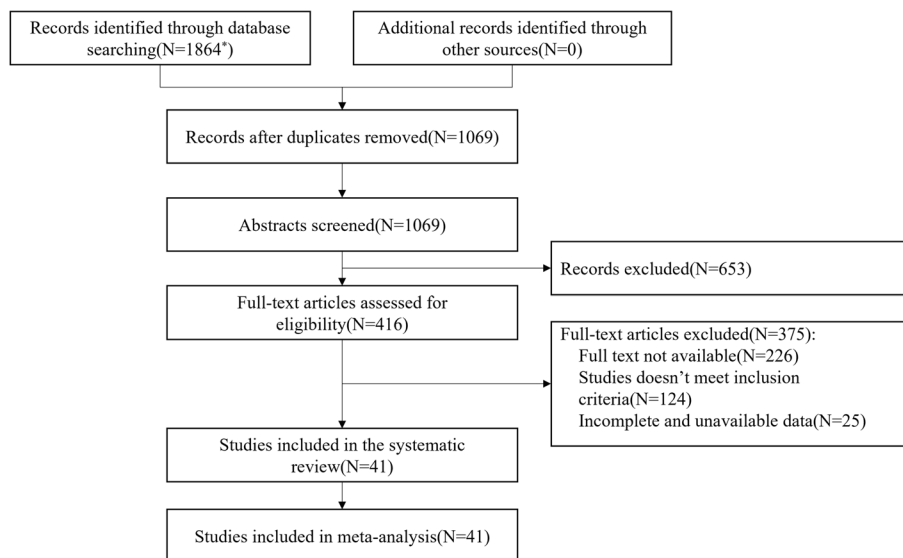 Records identified through database
searching(N=1864*)
Additional records identified through
other sources(N=0)
Records after duplicates removed(N=1069)
Abstracts screened(N=1069)
Records excluded(N=653)
Full-text articles assessed for
eligibility(N=416)
Full-text articles excluded(N=375):
Full text not available(N=226)
Studies doesn’t meet inclusion
criteria(N=124)
Incomplete and unavailable data(N=25)
Studies included in the systematic
review(N=41)
Studies included in meta-analysis(N=41)